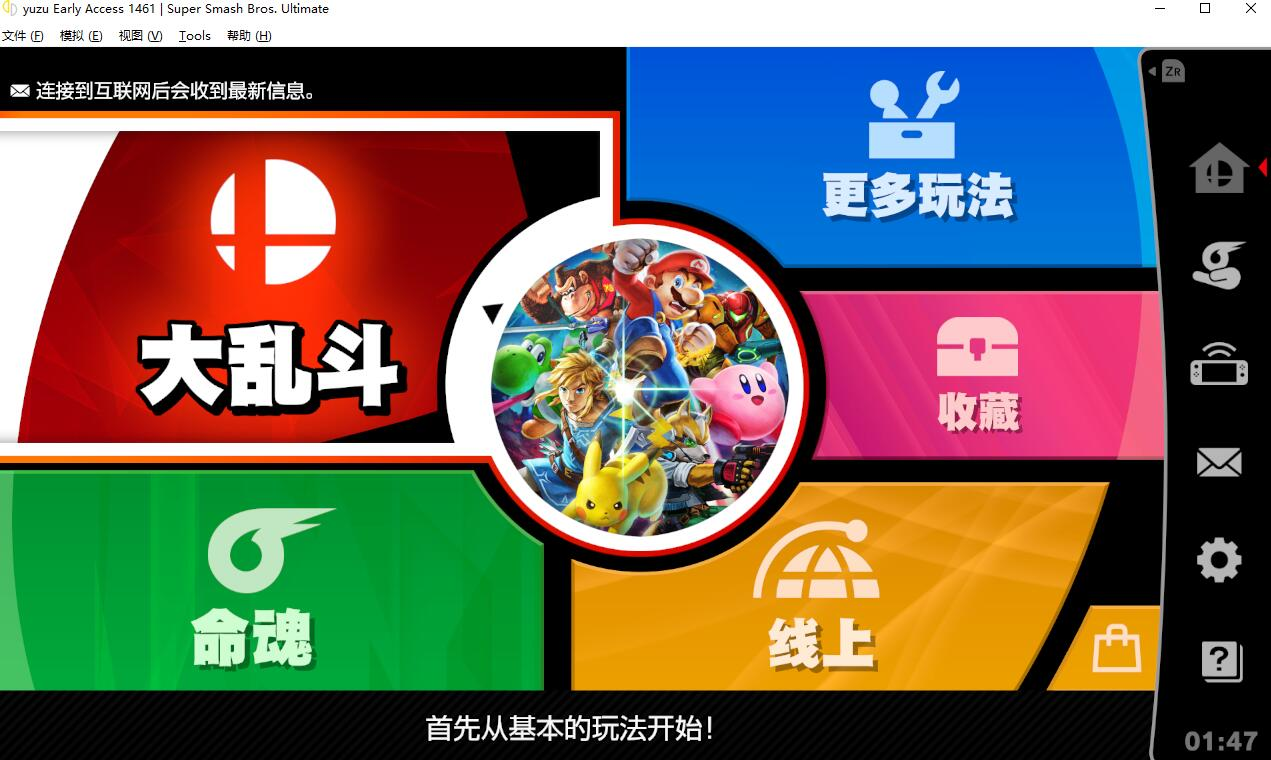 yuzu Early Access 1461 | Super Smash Bros. Ultimate
文件 (F) 模拟 (E) 视图 (V) Tools 帮助 (H)
连接到互联网后会收到最新信息。
ZR
更多玩法
大乱斗
收藏
命魂
线上
?
首先从基本的玩法开始!
01:47